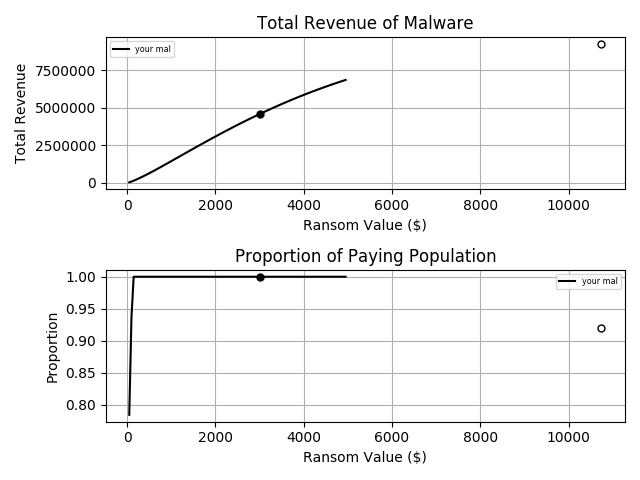 Total Revenue of Malware
your mal
7500000
5000000
2500000
0
Total Revenue
0 2000 4000 6000 8000 10000
Ransom Value ($)
Proportion of Paying Population
your mal
1.00
0.95
0.90
0.85
0.80
Proportion
0 2000 4000 6000 8000 10000
Ransom Value ($)